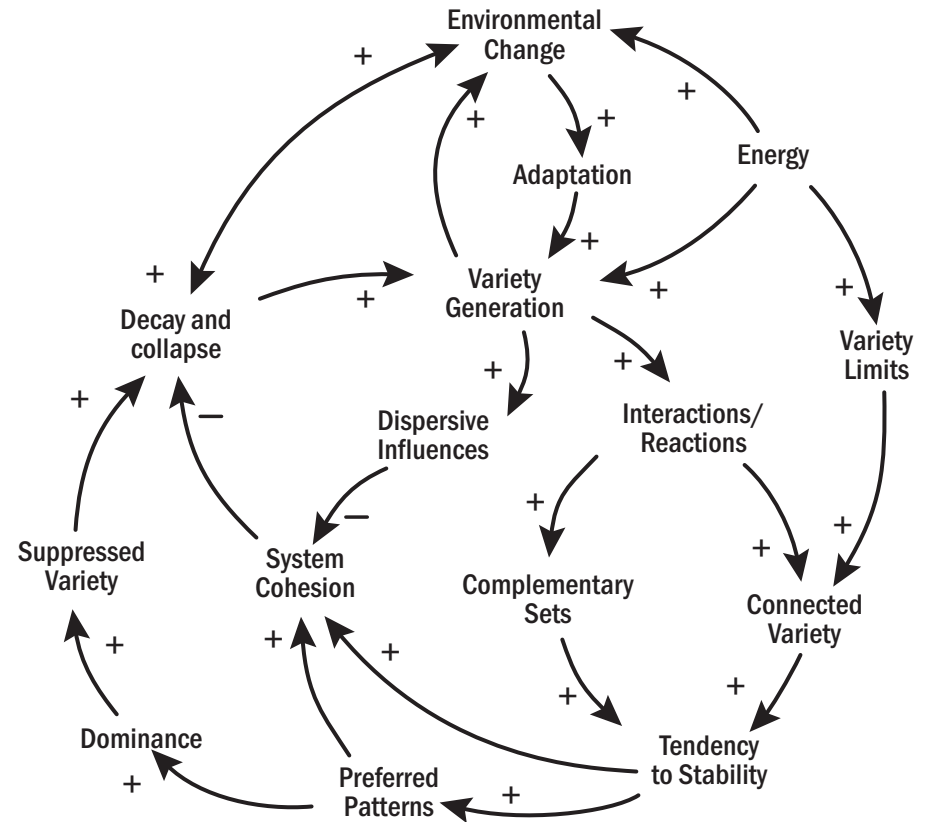 Environmental
Change
+
+
+
+
Energy
Adaptation
+
+
Variety
Generation
+
+
+
Decay and
collapse
Variety
Limits
+
+
+
–
Dispersive
Influences
Interactions/
Reactions
+
–
+
+
Suppressed
Variety
System
Cohesion
Complementary
Sets
Connected
Variety
+
+
+
+
+
Dominance
Tendency
to Stability
+
Preferred
Patterns
+